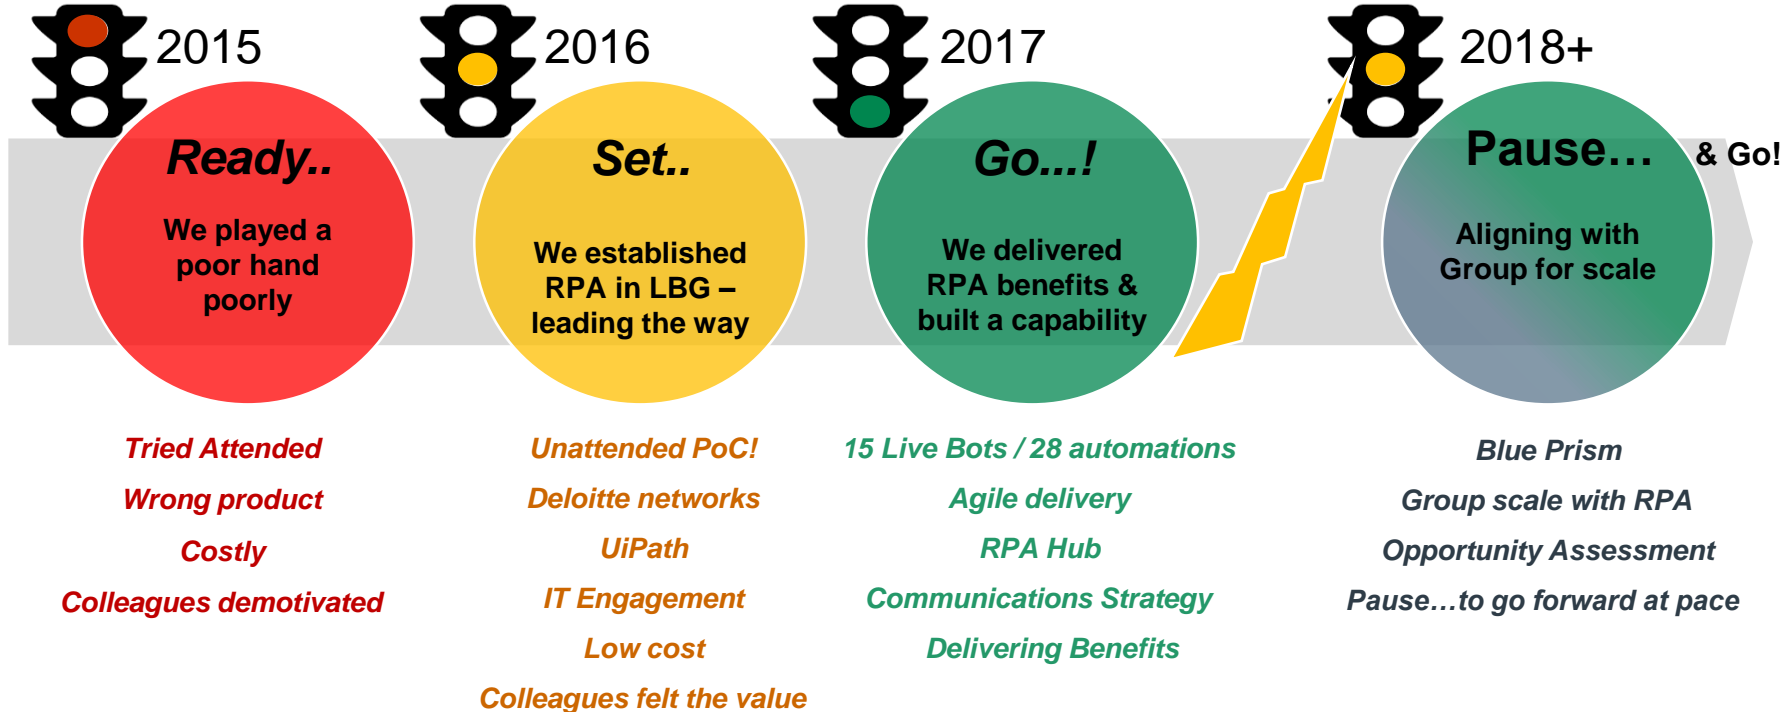 2015
Ready..
We played a
poor hand
poorly
Tried Attended
Wrong product
Costly
Colleagues demotivated
2016
Set..
We established
RPA in LBG –
leading the way
Unattended PoC!
Deloitte networks
UiPath
IT Engagement
Low cost
Colleagues felt the value
2017
Go...!
We delivered
RPA benefits &
built a capability
15 Live Bots / 28 automations
Agile delivery
RPA Hub
Communications Strategy
Delivering Benefits
2018+
Pause… & Go!
Aligning with
Group for scale
Blue Prism
Group scale with RPA
Opportunity Assessment
Pause…to go forward at pace